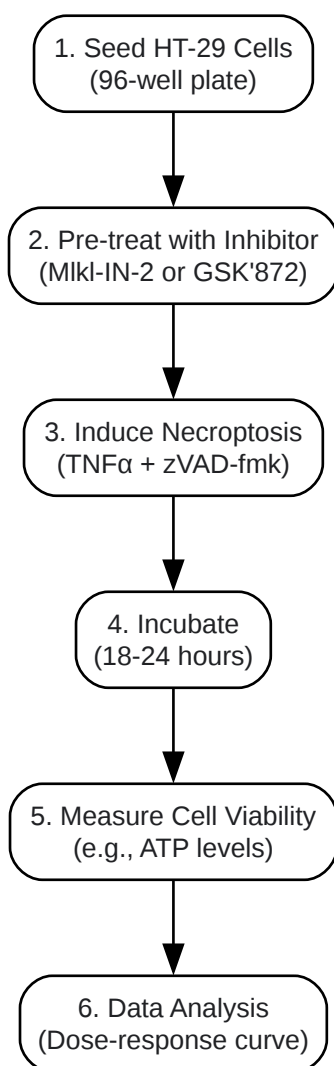 1. Seed HT-29 Cells
(96-well plate)
2. Pre-treat with Inhibitor
(Mlkl-IN-2 or GSK'872)
3. Induce Necroptosis
(TNFα + zVAD-fmk)
4. Incubate
(18-24 hours)
5. Measure Cell Viability
(e.g., ATP levels)
6. Data Analysis
(Dose-response curve)